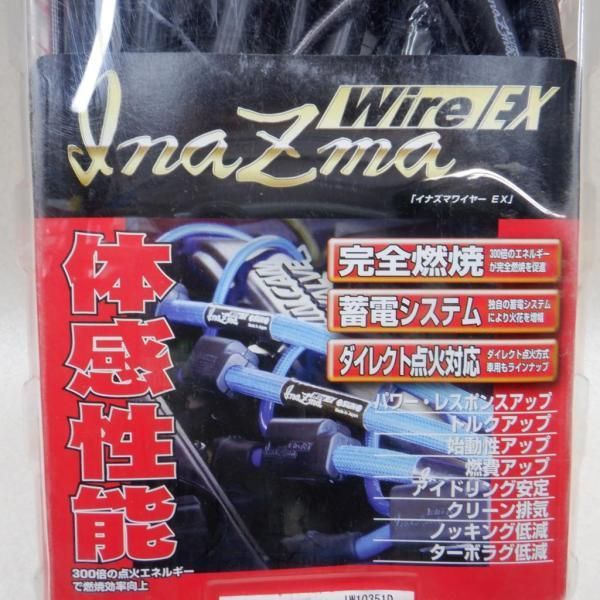 Wire EX
InaZma
「イナズマワイヤー EX」
体感性能
完全燃焼
300倍のエネルギー
が完全燃焼を促進
蓄電システム
独自の蓄電システム
により火花を増幅
ダイレクト点火対応
ダイレクト点火方式
車用もラインナップ
パワー・レスポンスアップ
トルクアップ
始動性アップ
燃費アップ
アイドリング安定
クリーン排気
ノッキング低減
ターボラグ低減
300倍の点火エネルギー
で燃焼効率向上
InaZma
InaZma
IW10351D